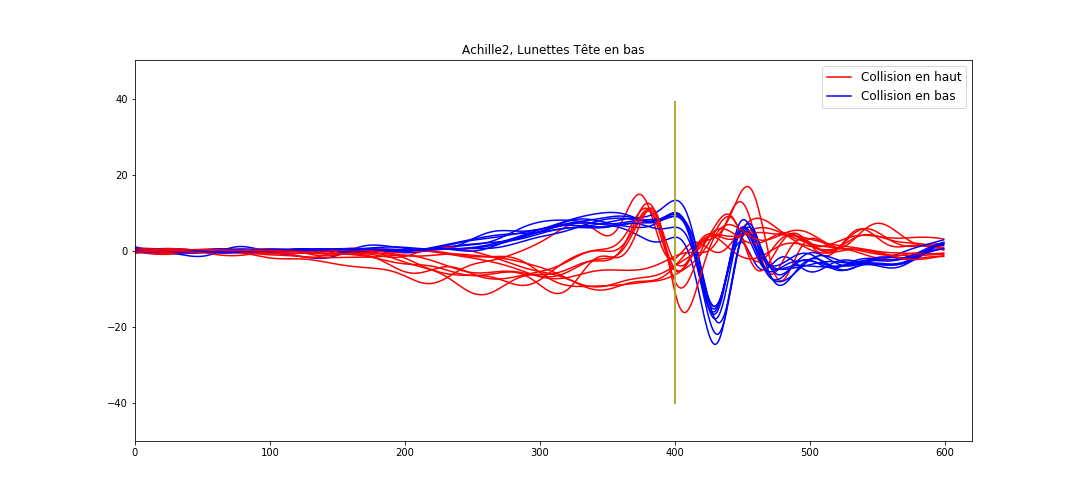 Achille2, Lunettes Tête en bas
Collision en haut
Collision en bas
40
20
0
−20
−40
0 100 200 300 400 500 600